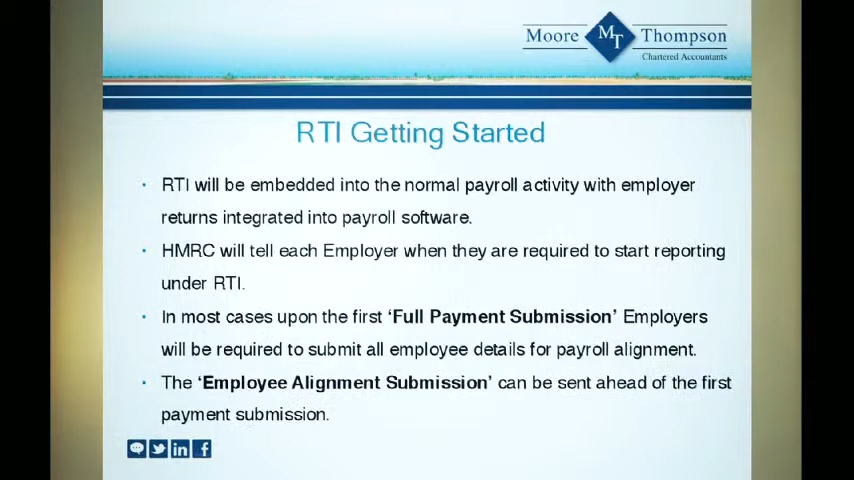 Moore MT Thompson
Chartered Accountants
RTI Getting Started
· RTI will be embedded into the normal payroll activity with employer
returns integrated into payroll software.
· HMRC will tell each Employer when they are required to start reporting
under RTI.
· In most cases upon the first ‘Full Payment Submission’ Employers
will be required to submit all employee details for payroll alignment.
· The ‘Employee Alignment Submission’ can be sent ahead of the first
payment submission.
in f